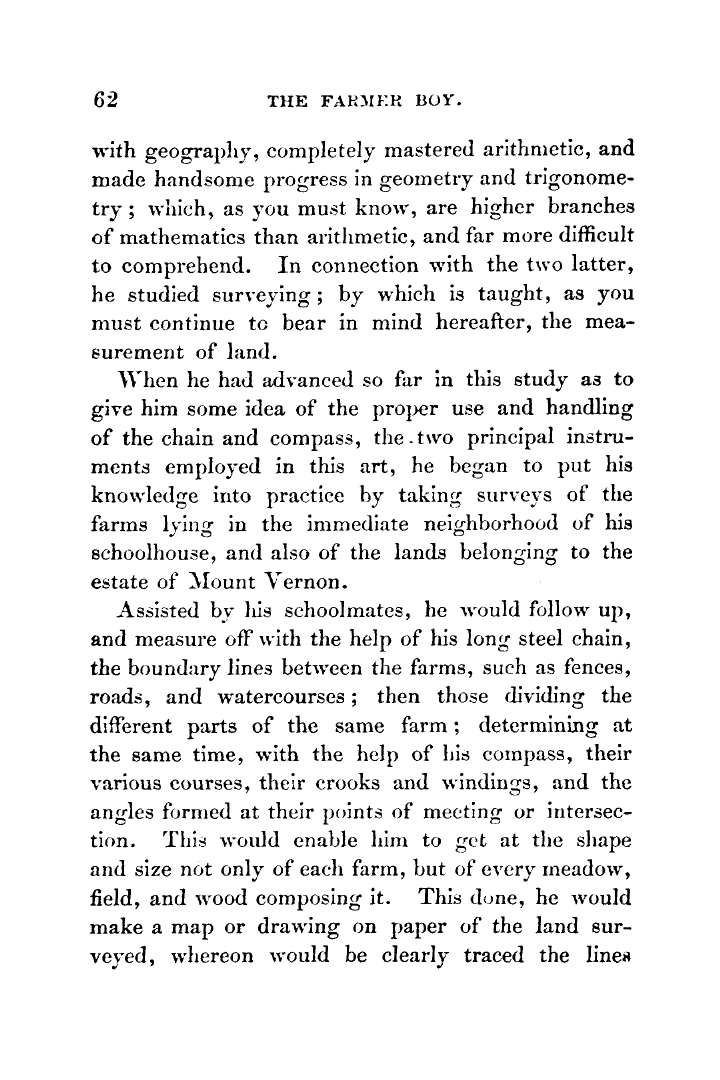 62 THE FARMER BOY.
with geography, completely mastered arithmetic, and
made handsome progress in geometry and trigonome-
try ; which, as you must know, are higher branches
of mathematics than arithmetic, and far more difficult
to comprehend. In connection with the two latter,
he studied surveying ; by which is taught, as you
must continue to bear in mind hereafter, the mea-
surement of land.
When he had advanced so far in this study as to
give him some idea of the proper use and handling
of the chain and compass, the two principal instru-
ments employed in this art, he began to put his
knowledge into practice by taking surveys of the
farms lying in the immediate neighborhood of his
schoolhouse, and also of the lands belonging to the
estate of Mount Vernon.
Assisted by his schoolmates, he would follow up,
and measure off with the help of his long steel chain,
the boundary lines between the farms, such as fences,
roads, and watercourses ; then those dividing the
different parts of the same farm ; determining at
the same time, with the help of his compass, their
various courses, their crooks and windings, and the
angles formed at their points of meeting or intersec-
tion. This would enable him to get at the shape
and size not only of each farm, but of every meadow,
field, and wood composing it. This done, he would
make a map or drawing on paper of the land sur-
veyed, whereon would be clearly traced the lines